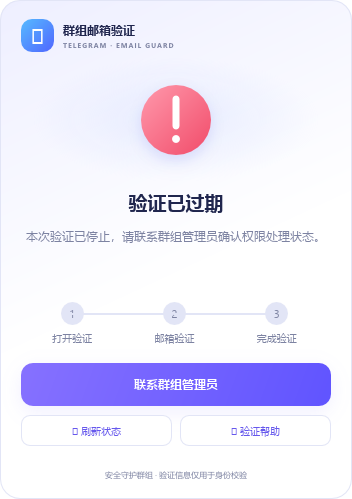 群组邮箱验证
TELEGRAM · EMAIL GUARD
验证已过期
本次验证已停止，请联系群组管理员确认权限处理状态。
1
2
3
打开验证
邮箱验证
完成验证
联系群组管理员
刷新状态
验证帮助
安全守护群组 · 验证信息仅用于身份校验